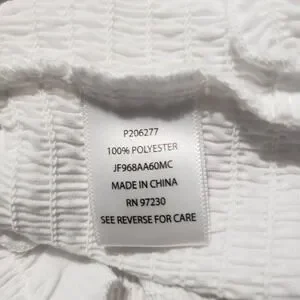 P206277
100% POLYESTER
JF968AA60MC
MADE IN CHINA
RN 97230
SEE REVERSE FOR CARE